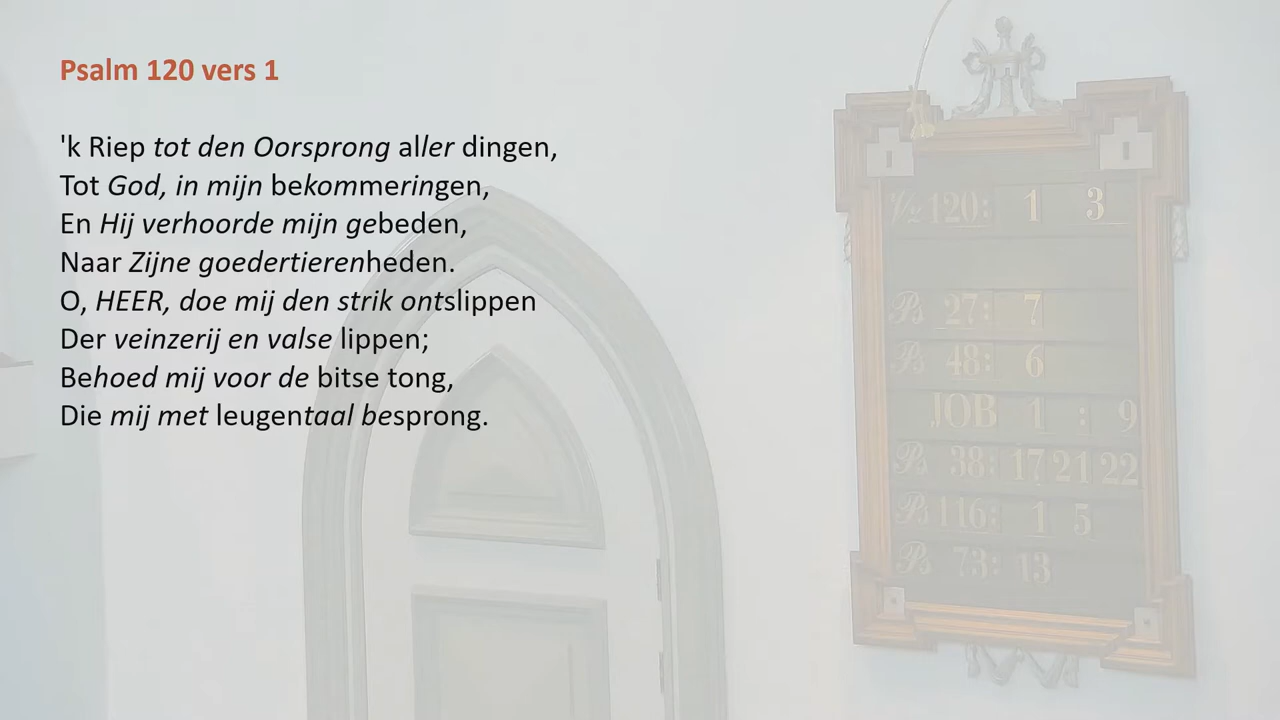 Psalm 120 vers 1
'k Riep tot den Oorsprong aller dingen,
Tot God, in mijn bekommeringen,
En Hij verhoorde mijn gebeden,
Naar Zijne goedertierenheden.
O, HEER, doe mij den strik ontslippen
Der veinzerij en valse lippen;
Behoed mij voor de bitse tong,
Die mij met leugentaal besprong.
120: 1 3
Ps 27: 7
Ps 48: 6
JOB 1 : 9
Ps 38: 17 21 22
Ps 116: 1 5
Ps 73: 13